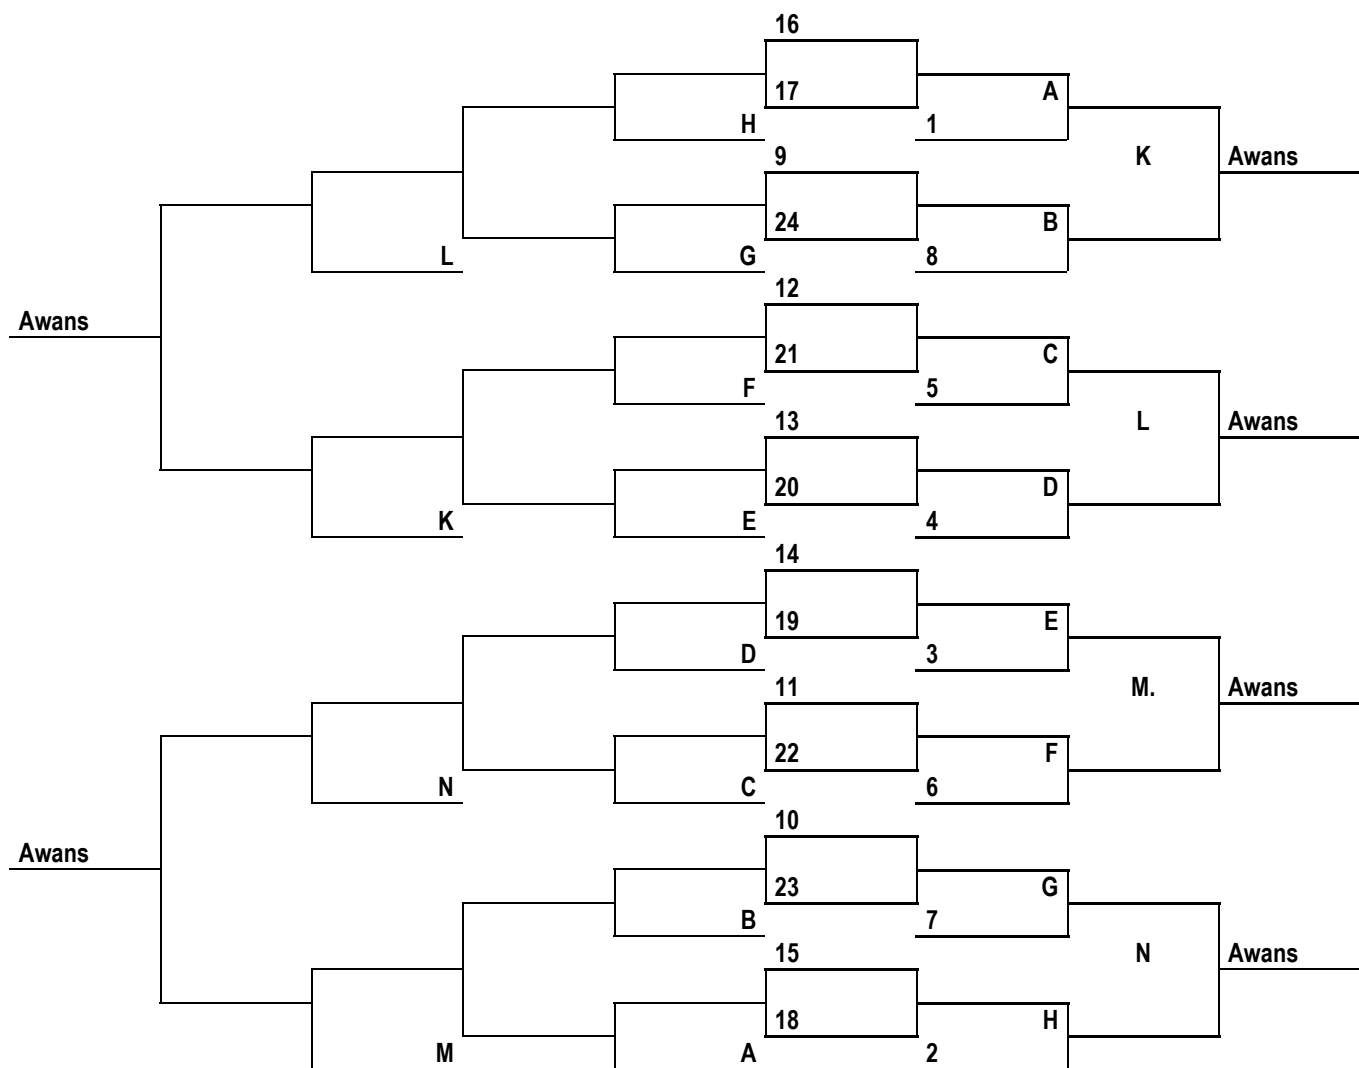 16
17 A
H 1
9 K Awans
24 B
L G 8
12
Awans
21 C
F 5
13 L Awans
20 D
K E 4
14
19 E
D 3
11 M. Awans
22 F
N C 6
10
Awans
23 G
B 7
15 N Awans
18 H
M A 2